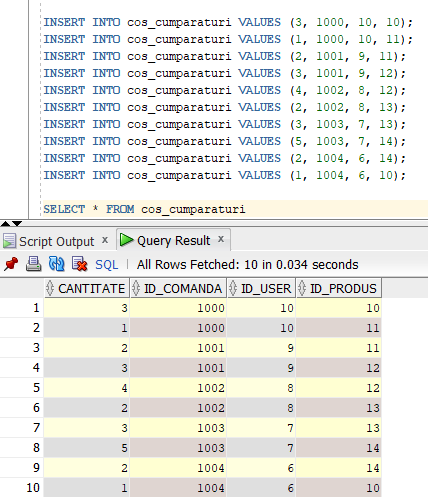 INSERT INTO cos_cumparaturi VALUES (3, 1000, 10, 10);
INSERT INTO cos_cumparaturi VALUES (1, 1000, 10, 11);
INSERT INTO cos_cumparaturi VALUES (2, 1001, 9, 11);
INSERT INTO cos_cumparaturi VALUES (3, 1001, 9, 12);
INSERT INTO cos_cumparaturi VALUES (4, 1002, 8, 12);
INSERT INTO cos_cumparaturi VALUES (2, 1002, 8, 13);
INSERT INTO cos_cumparaturi VALUES (3, 1003, 7, 13);
INSERT INTO cos_cumparaturi VALUES (5, 1003, 7, 14);
INSERT INTO cos_cumparaturi VALUES (2, 1004, 6, 14);
INSERT INTO cos_cumparaturi VALUES (1, 1004, 6, 10);
SELECT * FROM cos_cumparaturi
Script Output x Query Result x
SQL | All Rows Fetched: 10 in 0.034 seconds
CANTITATE ID_COMANDA ID_USER ID_PRODUS
1 3 1000 10 10
2 1 1000 10 11
3 2 1001 9 11
4 3 1001 9 12
5 4 1002 8 12
6 2 1002 8 13
7 3 1003 7 13
8 5 1003 7 14
9 2 1004 6 14
10 1 1004 6 10